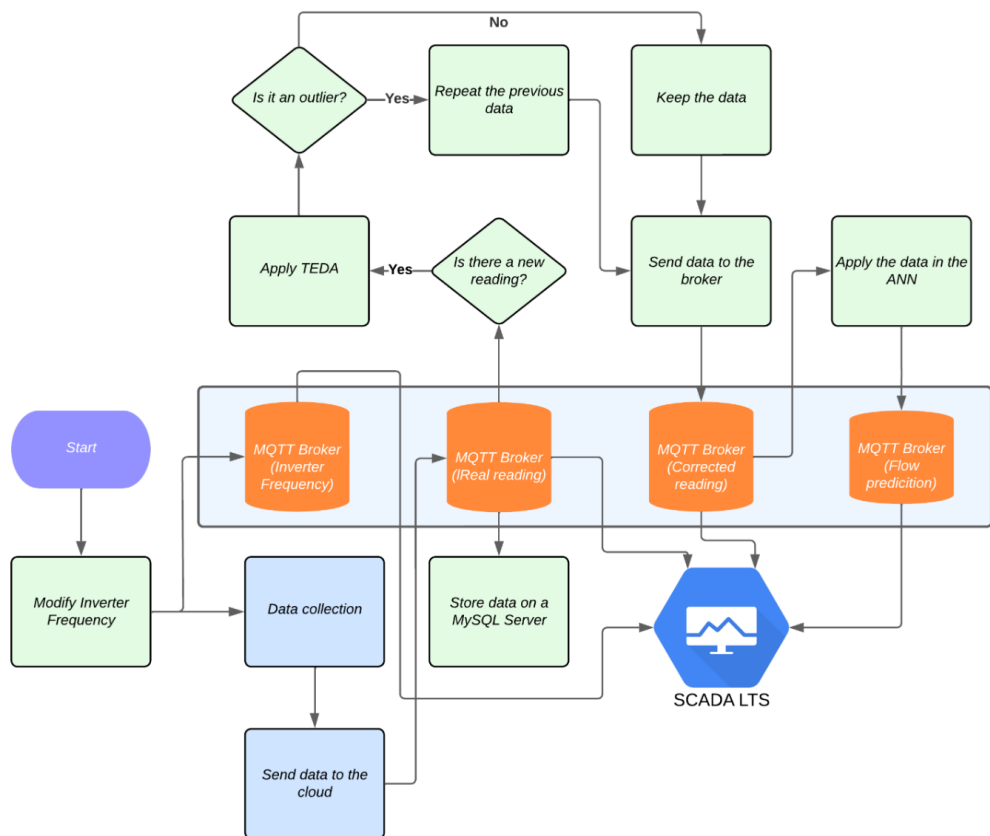 No
Is it an outlier?
Yes
Repeat the previous
data
Keep the data
Apply TEDA
Yes
Is there a new
reading?
Send data to the
broker
Apply the data in the
ANN
Start
MQTT Broker
(Inverter
Frequency)
MQTT Broker
(lReal reading)
MQTT Broker
(Corrected
reading)
MQTT Broker
(Flow
predicition)
Modify Inverter
Frequency
Data collection
Store data on a
MySQL Server
SCADA LTS
Send data to the
cloud